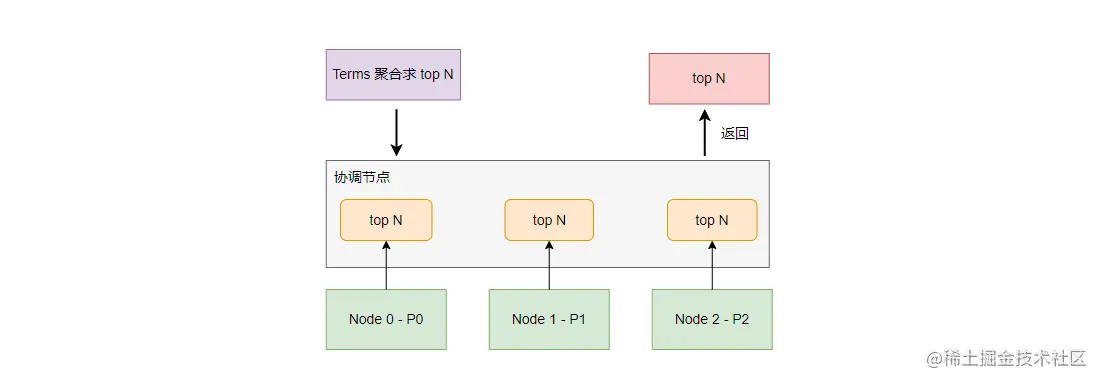 Terms 聚合求 top N
top N
返回
协调节点
top N
top N
top N
Node 0 - P0
Node 1 - P1
Node 2 - P2
@稀土掘金技术社区